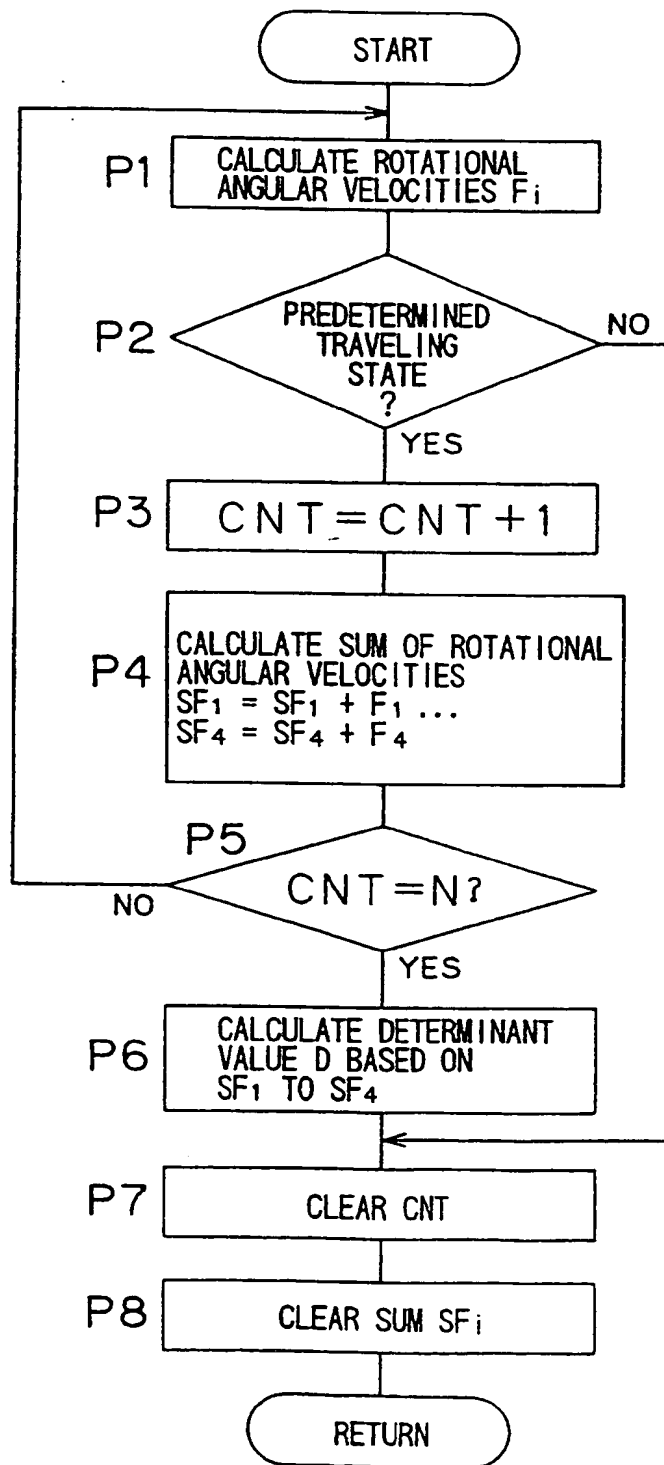 START
P1
CALCULATE ROTATIONAL
ANGULAR VELOCITIES Fi
P2
PREDETERMINED
TRAVELING
STATE
?
NO
YES
P3
CNT=CNT+1
P4
CALCULATE SUM OF ROTATIONAL
ANGULAR VELOCITIES
SF1 = SF1 + F1 ...
SF4 = SF4 + F4
P5
CNT=N?
NO
YES
P6
CALCULATE DETERMINANT
VALUE D BASED ON
SF1 TO SF4
P7
CLEAR CNT
P8
CLEAR SUM SFi
RETURN